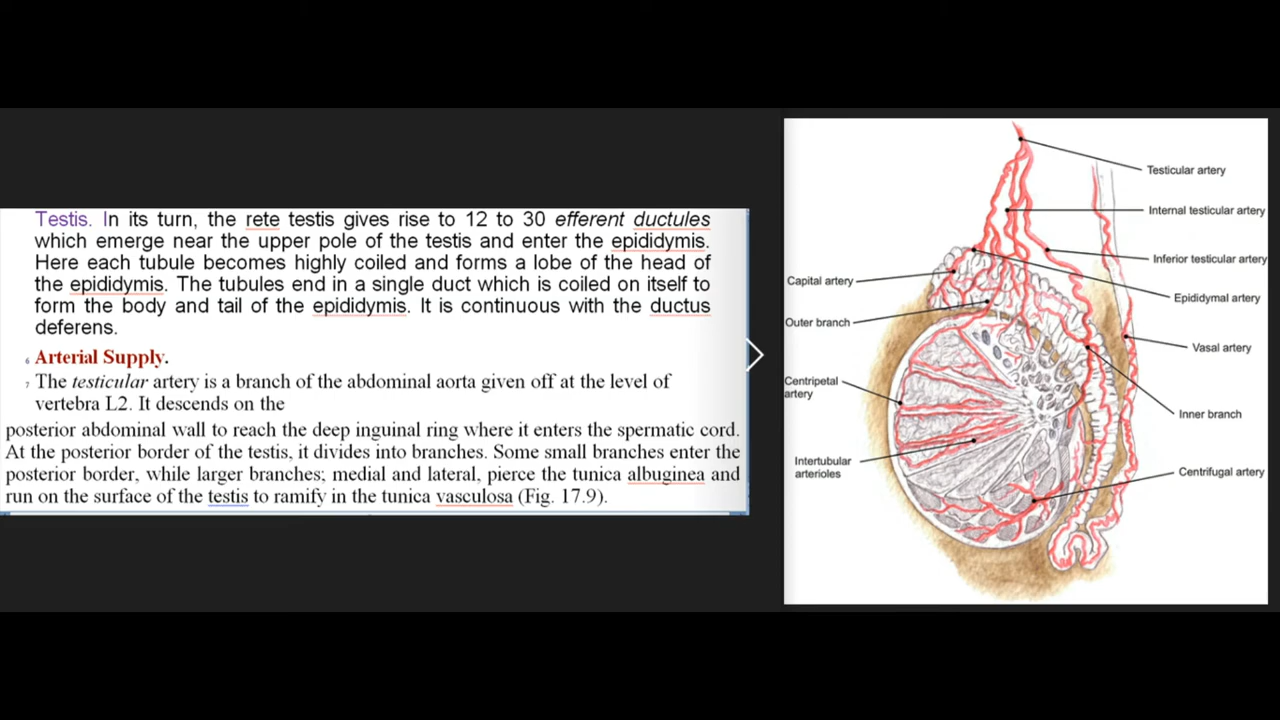 Testis. In its turn, the rete testis gives rise to 12 to 30 efferent ductules
which emerge near the upper pole of the testis and enter the epididymis.
Here each tubule becomes highly coiled and forms a lobe of the head of
the epididymis. The tubules end in a single duct which is coiled on itself to
form the body and tail of the epididymis. It is continuous with the ductus
deferens.
6 Arterial Supply.
7 The testicular artery is a branch of the abdominal aorta given off at the level of
vertebra L2. It descends on the
posterior abdominal wall to reach the deep inguinal ring where it enters the spermatic cord.
At the posterior border of the testis, it divides into branches. Some small branches enter the
posterior border, while larger branches; medial and lateral, pierce the tunica albuginea and
run on the surface of the testis to ramify in the tunica vasculosa (Fig. 17.9).
Testicular artery
Internal testicular artery
Inferior testicular artery
Capital artery
Epididymal artery
Outer branch
Vasal artery
Centripetal
artery
Inner branch
Intertubular
arterioles
Centrifugal artery